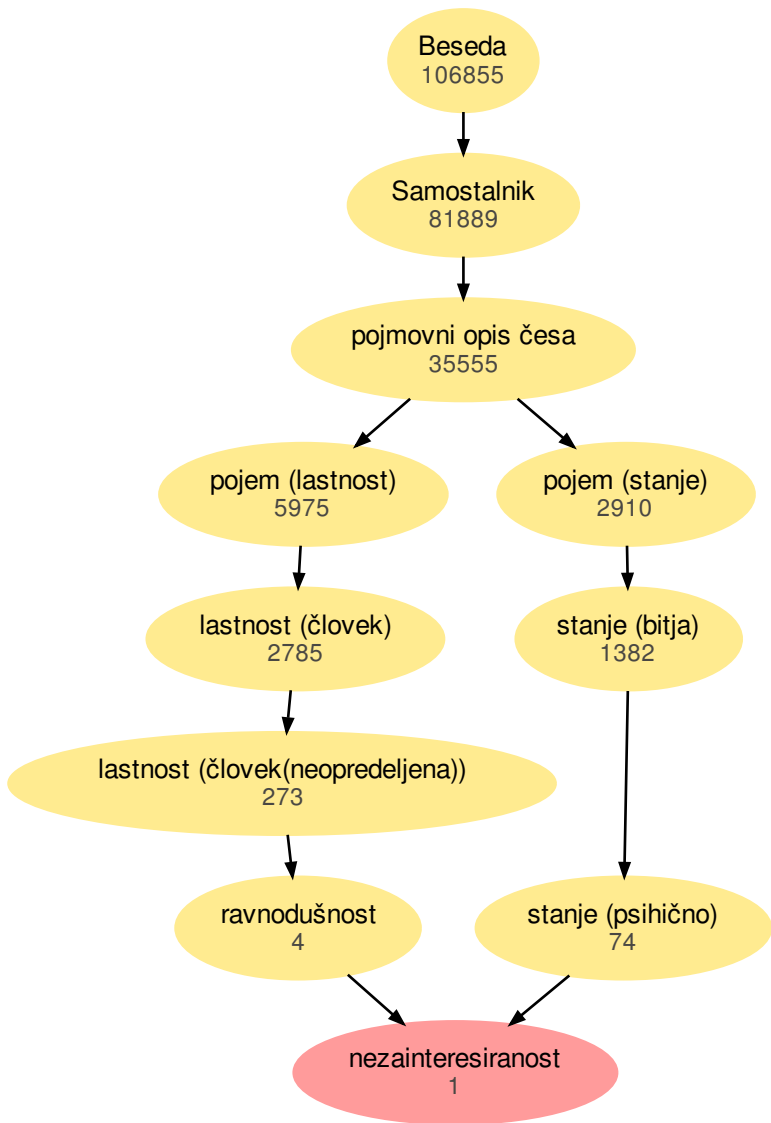 Beseda
106855
Samostalnik
81889
pojmovni opis česa
35555
pojem (lastnost)
5975
pojem (stanje)
2910
lastnost (človek)
2785
stanje (bitja)
1382
lastnost (človek(neopredeljena))
273
ravnodušnost
4
stanje (psihično)
74
nezainteresiranost
1